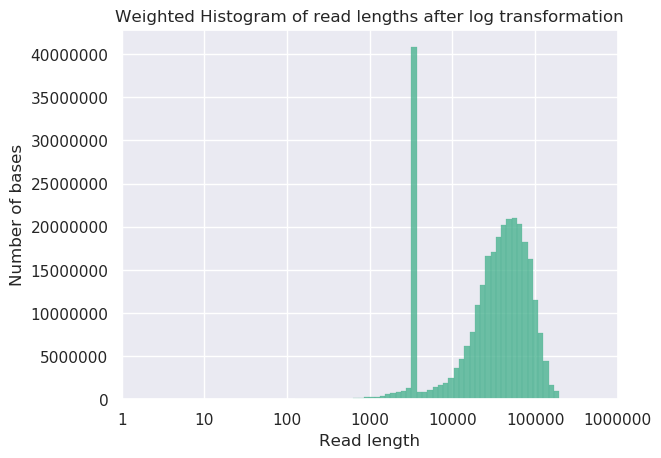 Weighted Histogram of read lengths after log transformation
40000000
35000000
30000000
25000000
20000000
15000000
10000000
5000000
0
Number of bases
1 10 100 1000 10000 100000 1000000
Read length